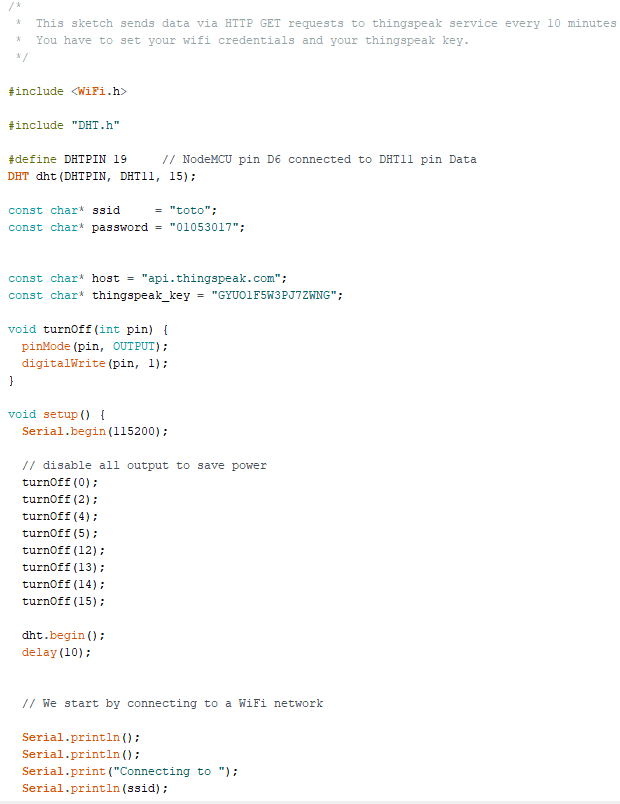 /*
 *  This sketch sends data via HTTP GET requests to thingspeak service every 10 minutes
 *  You have to set your wifi credentials and your thingspeak key.
 */
#include <WiFi.h>
#include "DHT.h"
#define DHTPIN 19     // NodeMCU pin D6 connected to DHT11 pin Data
DHT dht(DHTPIN, DHT11, 15);
const char* ssid     = "toto";
const char* password = "01053017";
const char* host = "api.thingspeak.com";
const char* thingspeak_key = "GYUO1F5W3PJ7ZWNG";
void turnOff(int pin) {
  pinMode(pin, OUTPUT);
  digitalWrite(pin, 1);
}
void setup() {
  Serial.begin(115200);
  // disable all output to save power
  turnOff(0);
  turnOff(2);
  turnOff(4);
  turnOff(5);
  turnOff(12);
  turnOff(13);
  turnOff(14);
  turnOff(15);
  dht.begin();
  delay(10);
  // We start by connecting to a WiFi network
  Serial.println();
  Serial.println();
  Serial.print("Connecting to ");
  Serial.println(ssid);